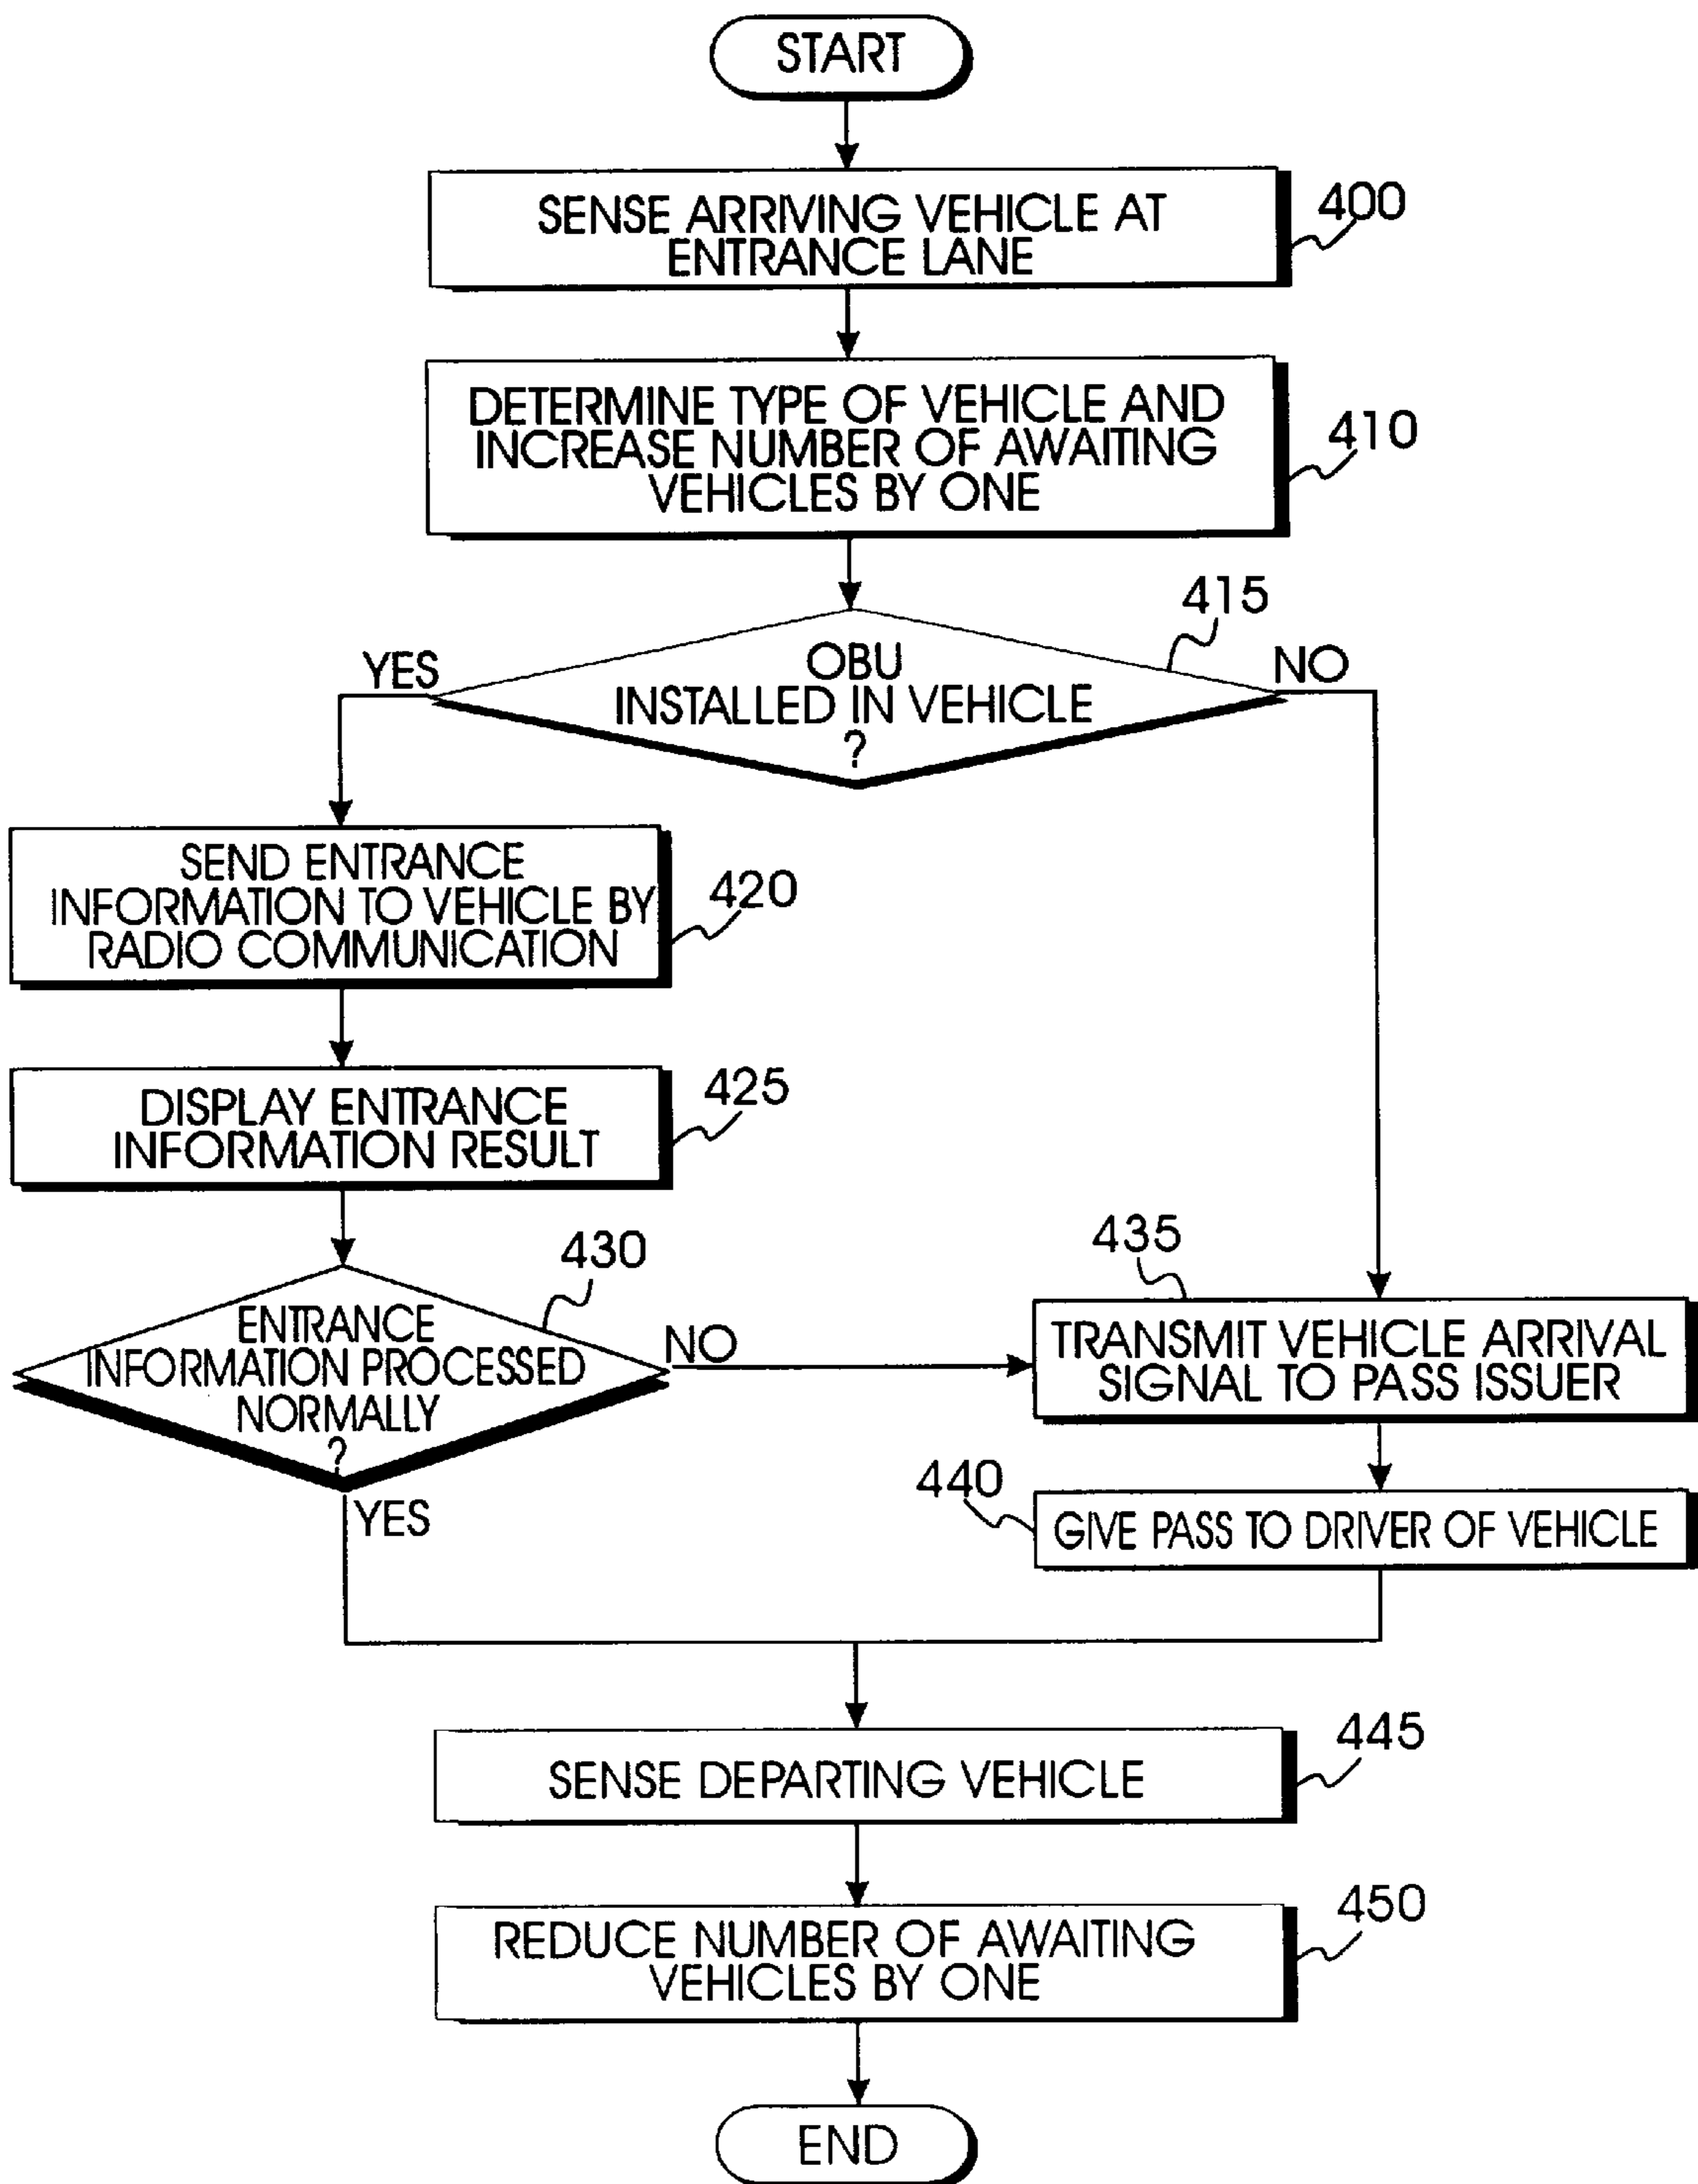 START
SENSE ARRIVING VEHICLE AT
ENTRANCE LANE
400
DETERMINE TYPE OF VEHICLE AND
INCREASE NUMBER OF AWAITING
VEHICLES BY ONE
410
415
OBU
INSTALLED IN VEHICLE
?
YES
NO
SEND ENTRANCE
INFORMATION TO VEHICLE BY
RADIO COMMUNICATION
420
DISPLAY ENTRANCE
INFORMATION RESULT
425
430
ENTRANCE
INFORMATION PROCESSED
NORMALLY
?
NO
YES
435
TRANSMIT VEHICLE ARRIVAL
SIGNAL TO PASS ISSUER
440
GIVE PASS TO DRIVER OF VEHICLE
SENSE DEPARTING VEHICLE
445
REDUCE NUMBER OF AWAITING
VEHICLES BY ONE
450
END